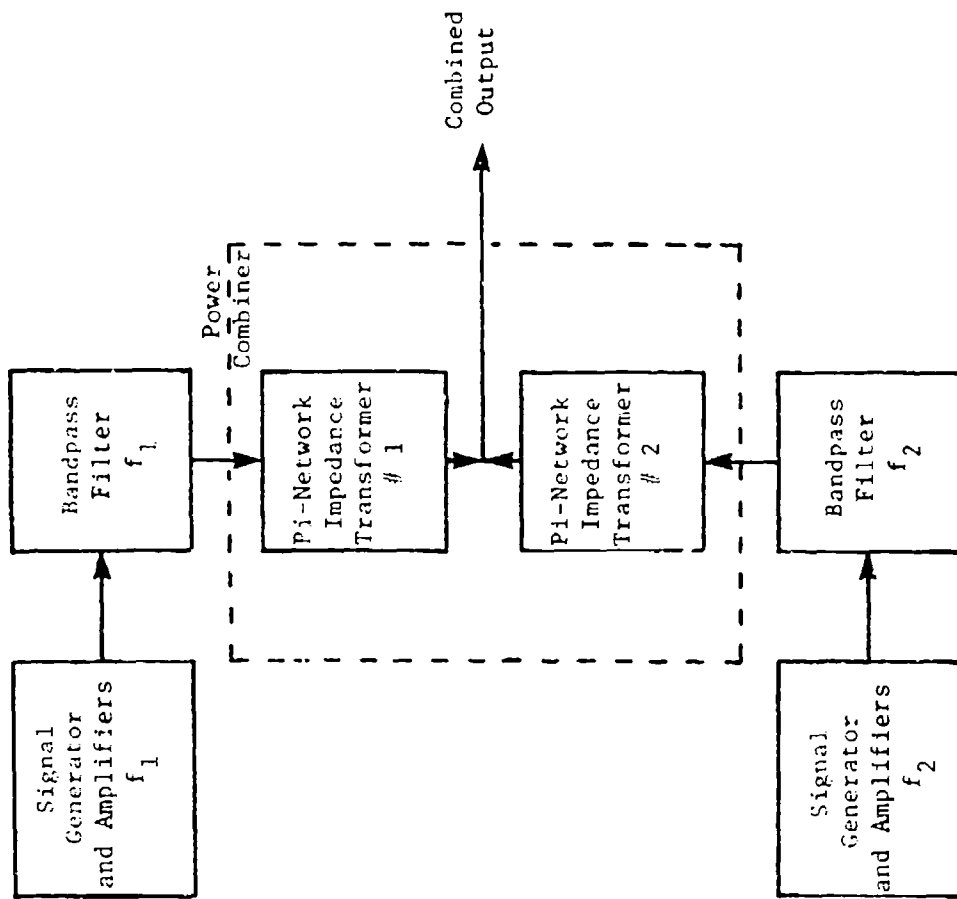 Signal
Generator
and Amplifiers
f1
Bandpass
Filter
f1
Power
Combiner
Pi-Network
Impedance
Transformer
# 1
Combined
Output
Pi-Network
Impedance
Transformer
# 2
Signal
Generator
and Amplifiers
f2
Bandpass
Filter
f2